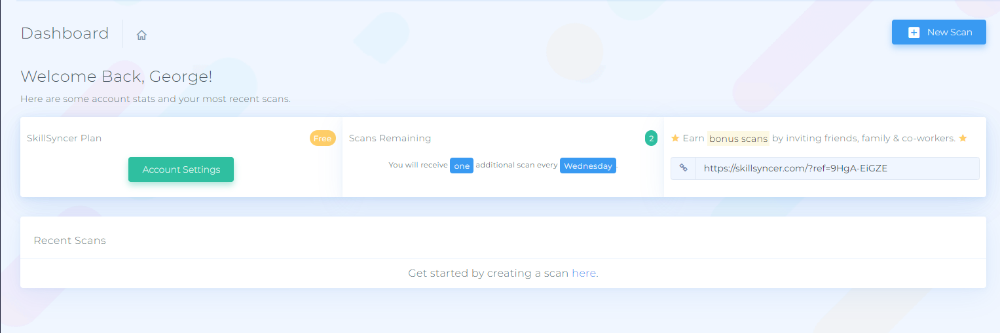 Dashboard
New Scan
Welcome Back, George!
Here are some account stats and your most recent scans.
SkillSyncer Plan
Free
Account Settings
Scans Remaining
2
You will receive one additional scan every Wednesday.
Earn bonus scans by inviting friends, family & co-workers.
https://skillsyncer.com/?ref=9HgA-EiGZE
Recent Scans
Get started by creating a scan here.